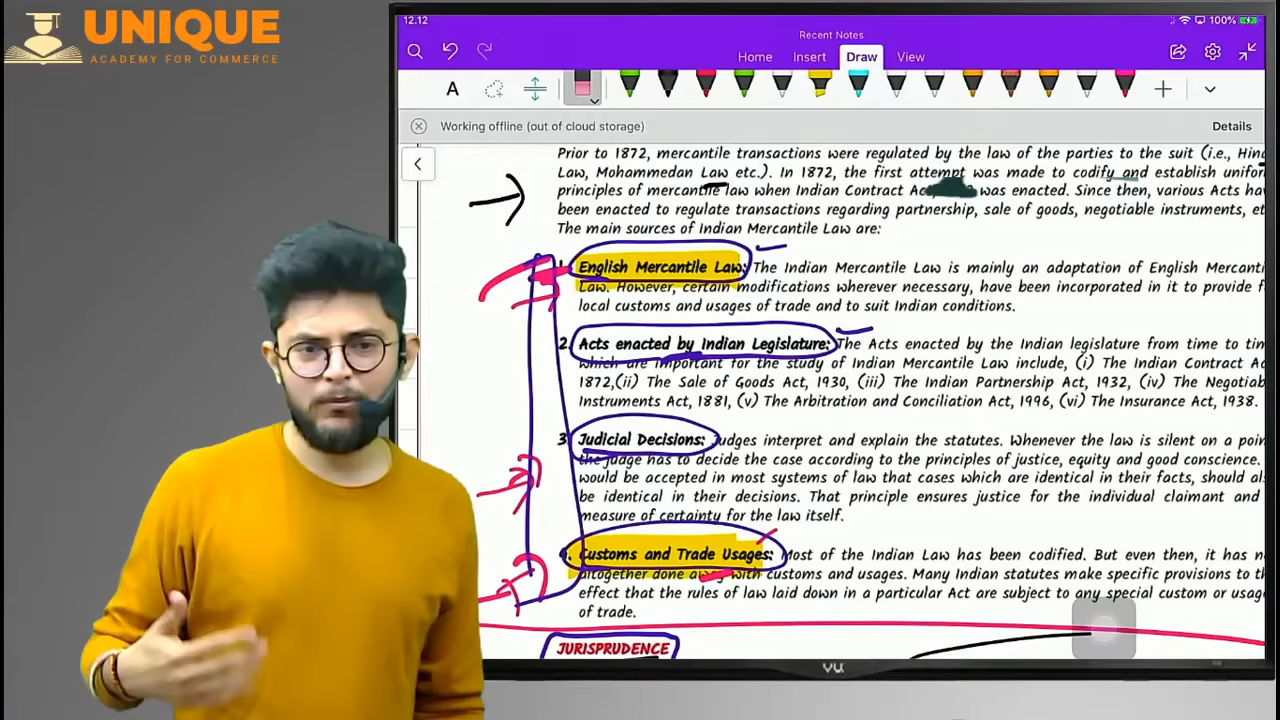 UNIQUE
ACADEMY FOR COMMERCE
12.12
100%
Recent Notes
Home Insert Draw View
A
Working offline (out of cloud storage)
Details
Prior to 1872, mercantile transactions were regulated by the law of the parties to the suit (i.e.,
Law, Mohammedan Law etc.). In 1872, the first attempt was made to codify and establish
principles of mercantile law when Indian Contract was enacted. Since then, various Acts
been enacted to regulate transactions regarding partnership, sale of goods, negotiable instruments,
The main sources of Indian Mercantile Law are:
English Mercantile Law: The Indian Mercantile Law is mainly an adaptation of English
Law. However, certain modifications wherever necessary, have been incorporated in it to provide
local customs and usages of trade and to suit Indian conditions.
2. Acts enacted by Indian Legislature: The Acts enacted by the Indian legislature from time to
which are important for the study of Indian Mercantile Law include, (i) The Indian Contract
1872,(ii) The Sale of Goods Act, 1930, (iii) The Indian Partnership Act, 1932, (iv) The
Instruments Act, 1881, (v) The Arbitration and Conciliation Act, 1996, (vi) The Insurance Act, 1938.
3. Judicial Decisions: Judges interpret and explain the statutes. Whenever the law is silent on a
the judge has to decide the case according to the principles of justice, equity and good conscience.
would be accepted in most systems of law that cases which are identical in their facts, should
be identical in their decisions. That principle ensures justice for the individual claimant and
measure of certainty for the law itself.
4. Customs and Trade Usages: Most of the Indian Law has been codified. But even then, it has
altogether done away with customs and usages. Many Indian statutes make specific provisions to
effect that the rules of law laid down in a particular Act are subject to any special custom or
of trade.
JURISPRUDENCE
VU